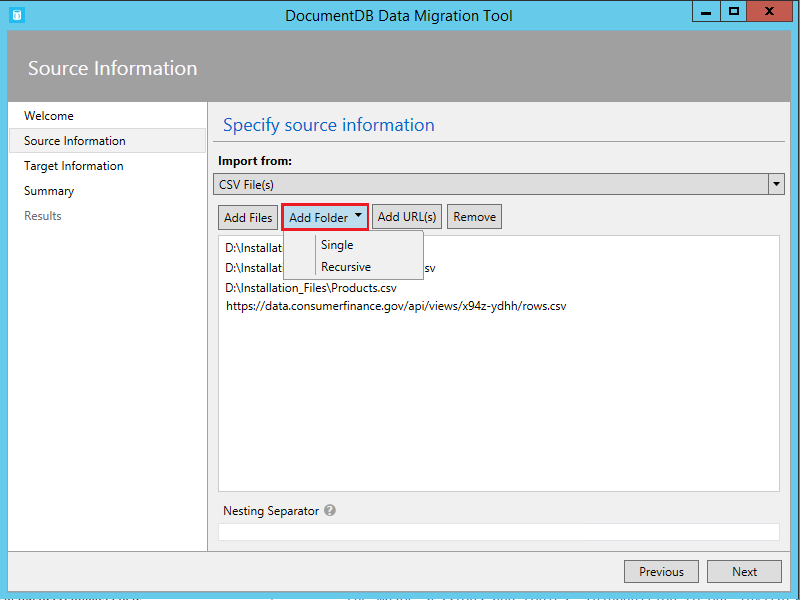 DocumentDB Data Migration Tool
Source Information
Welcome
Source Information
Target Information
Summary
Results
Specify source information
Import from:
CSV File(s)
Add Files Add Folder Add URL(s) Remove
Single
Recursive
D:\Installat
D:\Installat sv
D:\Installation_Files\Products.csv
https://data.consumerfinance.gov/api/views/x94z-ydhh/rows.csv
Nesting Separator ?
Previous Next